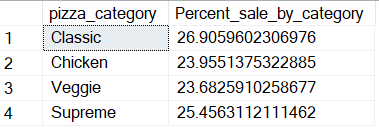 pizza_category Percent_sale_by_category
1 Classic 26.9059602306976
2 Chicken 23.9551375322885
3 Veggie 23.6825910258677
4 Supreme 25.4563112111462